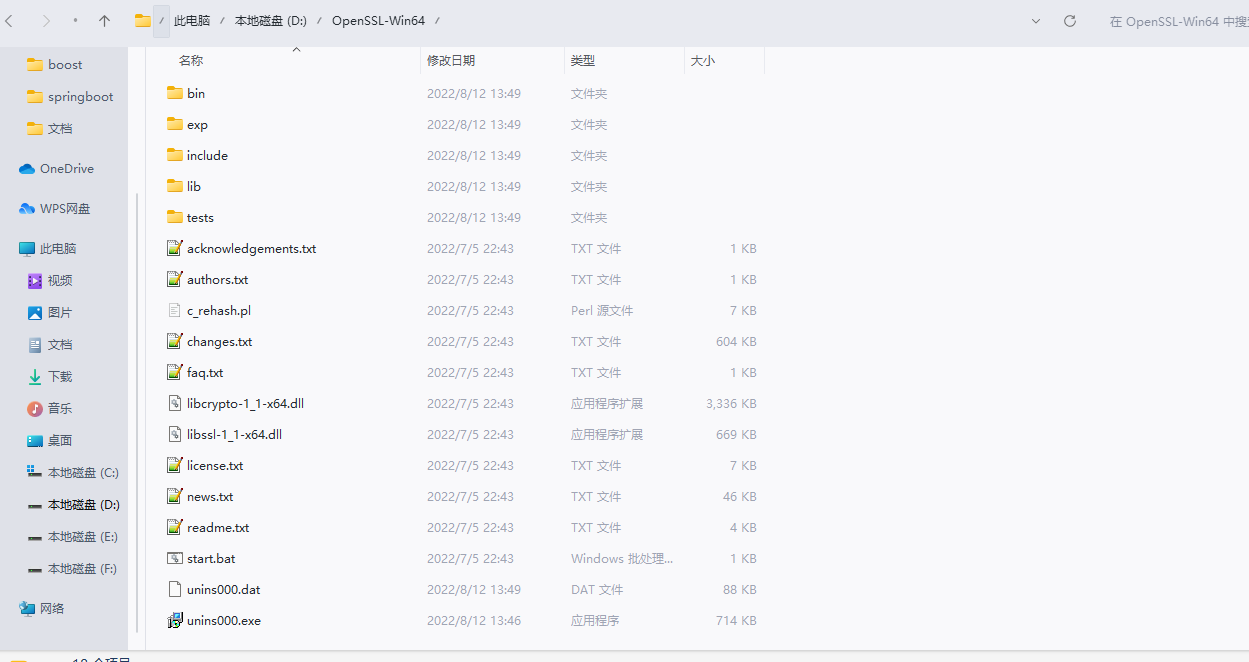 此电脑 / 本地磁盘 (D:) / OpenSSL-Win64 /
在 OpenSSL-Win64 中搜
boost
springboot
文档
OneDrive
WPS网盘
此电脑
视频
图片
文档
下载
音乐
桌面
本地磁盘 (C:)
本地磁盘 (D:)
本地磁盘 (E:)
本地磁盘 (F:)
网络
名称 修改日期 类型 大小
bin 2022/8/12 13:49 文件夹
exp 2022/8/12 13:49 文件夹
include 2022/8/12 13:49 文件夹
lib 2022/8/12 13:49 文件夹
tests 2022/8/12 13:49 文件夹
acknowledgements.txt 2022/7/5 22:43 TXT 文件 1 KB
authors.txt 2022/7/5 22:43 TXT 文件 1 KB
c_rehash.pl 2022/7/5 22:43 Perl 源文件 7 KB
changes.txt 2022/7/5 22:43 TXT 文件 604 KB
faq.txt 2022/7/5 22:43 TXT 文件 1 KB
libcrypto-1_1-x64.dll 2022/7/5 22:43 应用程序扩展 3,336 KB
libssl-1_1-x64.dll 2022/7/5 22:43 应用程序扩展 669 KB
license.txt 2022/7/5 22:43 TXT 文件 7 KB
news.txt 2022/7/5 22:43 TXT 文件 46 KB
readme.txt 2022/7/5 22:43 TXT 文件 4 KB
start.bat 2022/7/5 22:43 Windows 批处理... 1 KB
unins000.dat 2022/8/12 13:49 DAT 文件 88 KB
unins000.exe 2022/8/12 13:46 应用程序 714 KB